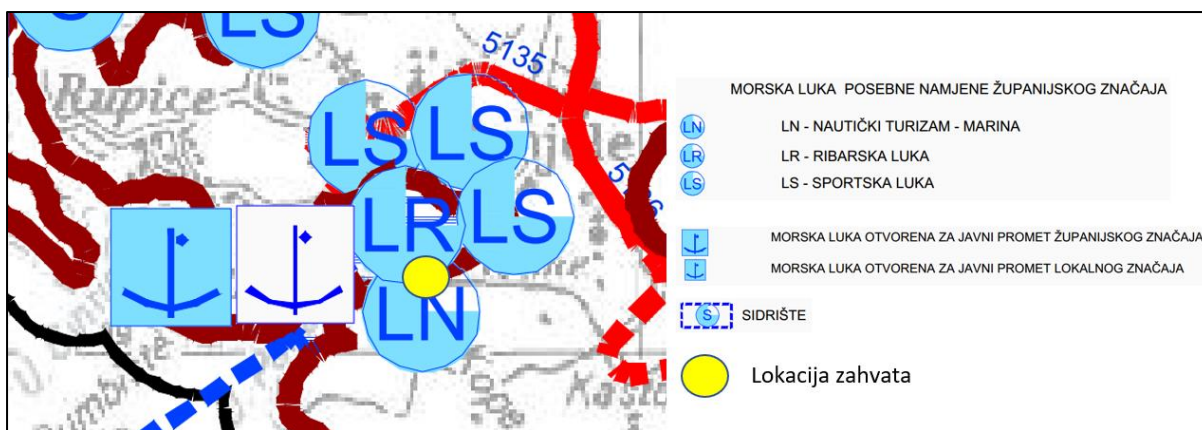 LS
Rupice
5135
LS
LS
LR
LS
LN
MORSKA LUKA POSEBNE NAMJENE ŽUPANIJSKOG ZNAČAJA
LN LN - NAUTIČKI TURIZAM - MARINA
LR LR - RIBARSKA LUKA
LS LS - SPORTSKA LUKA
MORSKA LUKA OTVORENA ZA JAVNI PROMET ŽUPANIJSKOG ZNAČAJA
MORSKA LUKA OTVORENA ZA JAVNI PROMET LOKALNOG ZNAČAJA
S SIDRIŠTE
Lokacija zahvata